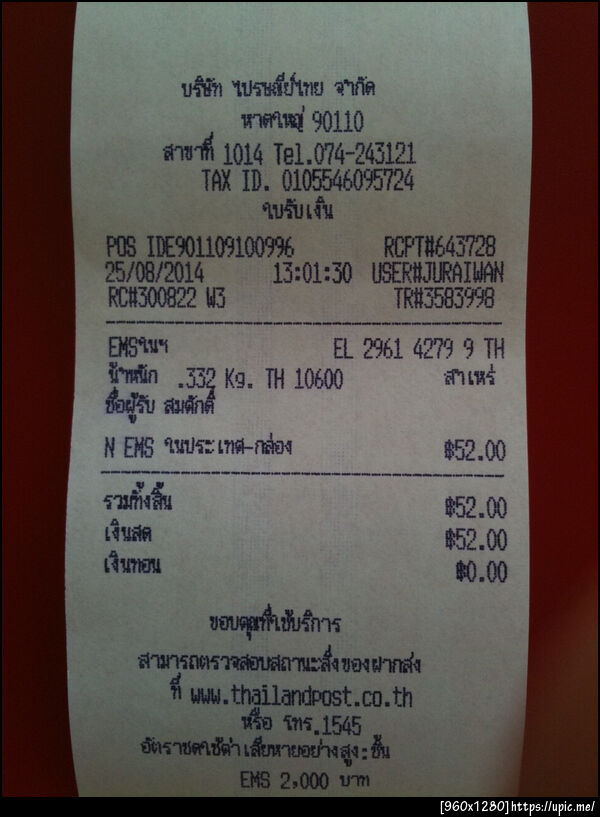 บริษัท ไปรษณีย์ไทย จำกัด
หาดใหญ่ 90110
สาขาที่ 1014 Tel.074-243121
TAX ID. 0105546095724
ใบรับเงิน
POS IDE901109100996 RCPT#643728
25/08/2014 13:01:30 USER#JURAIWAN
RC#300822 W3 TR#3583998
EMSในฯ EL 2961 4279 9 TH
น้ำหนัก .332 Kg. TH 10600 สาเหร่
ชื่อผู้รับ สมศักดิ์
N EMS ในประเทศ-กล่อง ฿52.00
รวมทั้งสิ้น ฿52.00
เงินสด ฿52.00
เงินทอน ฿0.00
ขอบคุณที่ใช้บริการ
สามารถตรวจสอบสถานะสิ่งของฝากส่ง
ที่ www.thailandpost.co.th
หรือ โทร.1545
อัตราชดใช้ค่าเสียหายอย่างสูง:ชิ้น
EMS 2,000 บาท
[960x1280]https://upic.me/